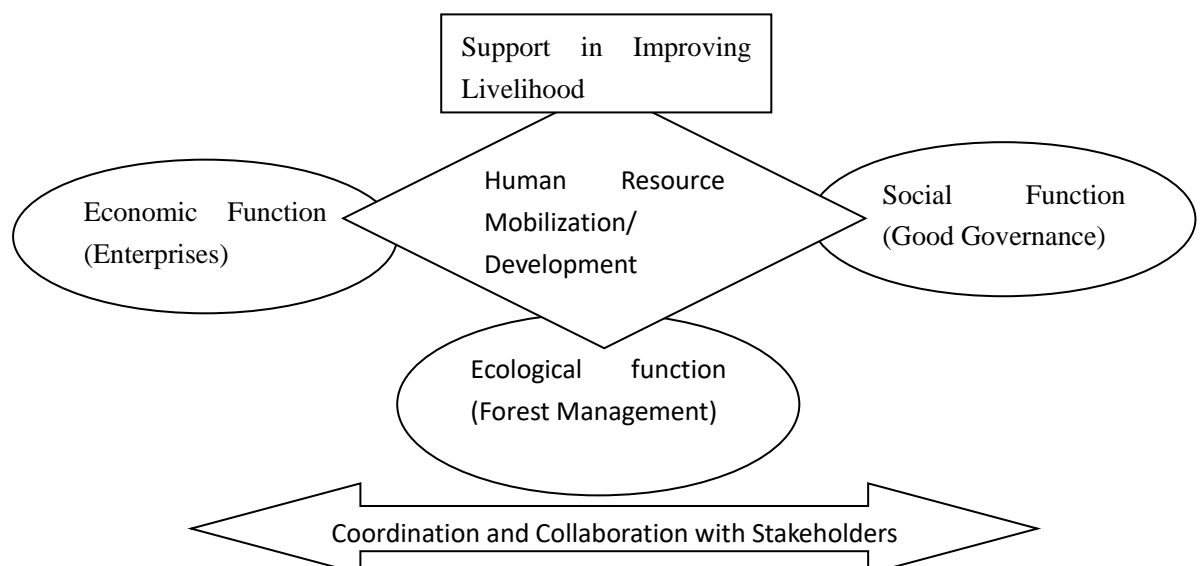 Support in Improving
Livelihood
Human Resource
Mobilization/
Development
Economic Function
(Enterprises)
Social Function
(Good Governance)
Ecological function
(Forest Management)
Coordination and Collaboration with Stakeholders